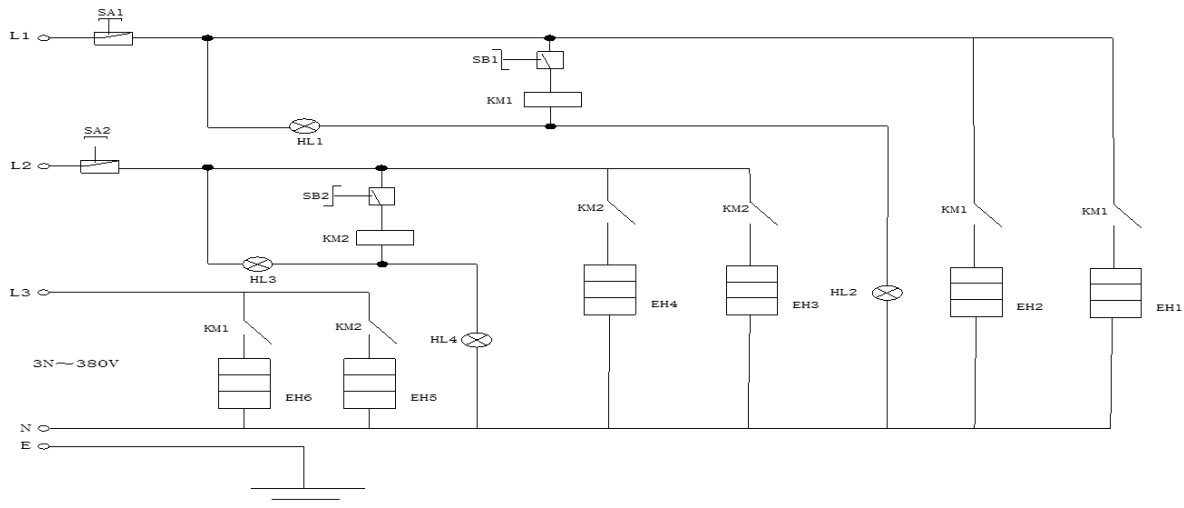 SA1
L1
SB1
KM1
HL1
SA2
L2
SB2
KM2
KM2
KM2
KM1
KM1
HL3
L3
HL2
EH4
EH3
EH2
EH1
KM1
KM2
HL4
3N～380V
EH6
EH5
N
E